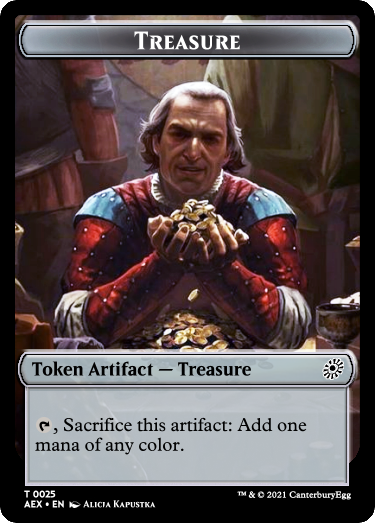 Treasure
Token Artifact — Treasure
, Sacrifice this artifact: Add one
mana of any color.
T 0025
AEX • EN Alicia Kapustka
™ & © 2021 CanterburyEgg